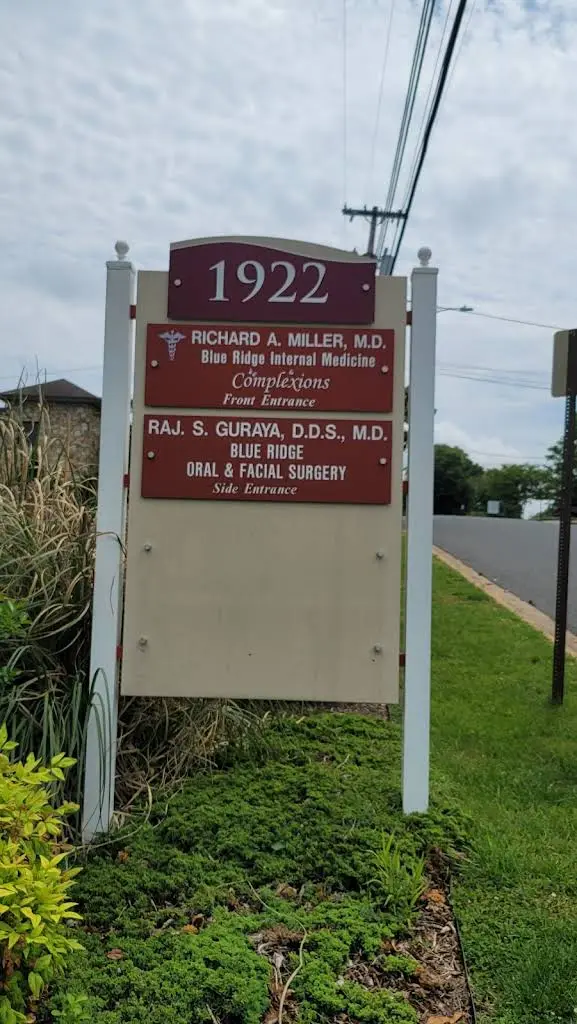 1922
RICHARD A. MILLER, M.D.
Blue Ridge Internal Medicine
Complexions
Front Entrance
RAJ. S. GURAYA, D.D.S., M.D.
BLUE RIDGE
ORAL & FACIAL SURGERY
Side Entrance